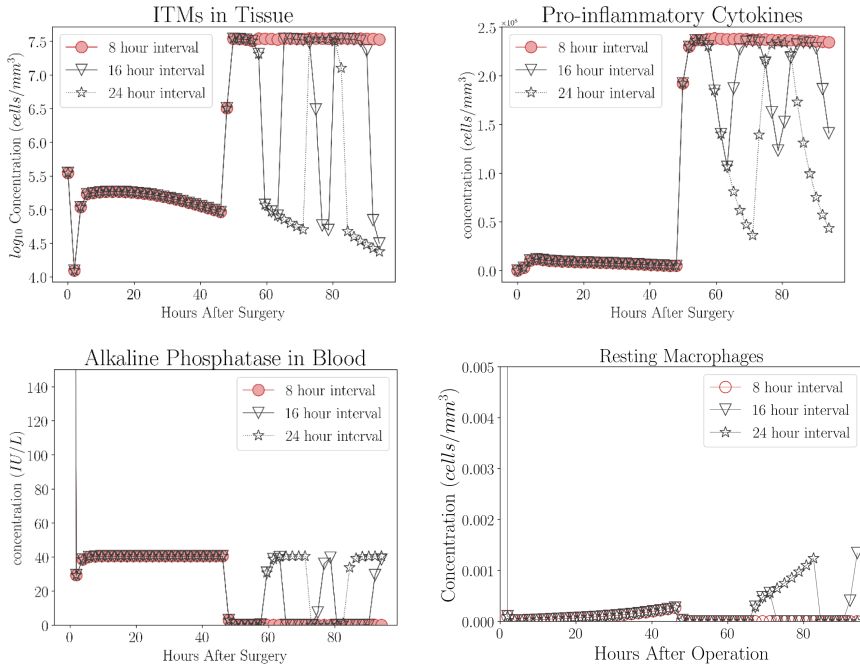 ITMs in Tissue
8 hour interval
16 hour interval
24 hour interval
7.5
7.0
6.5
6.0
5.5
5.0
4.5
4.0
log10 Concentration (cells/mm³)
0 20 40 60 80
Hours After Surgery
Pro-inflammatory Cytokines
×10⁶
8 hour interval
16 hour interval
24 hour interval
2.5
2.0
1.5
1.0
0.5
0.0
concentration (cells/mm³)
0 20 40 60 80
Hours After Surgery
Alkaline Phosphatase in Blood
8 hour interval
16 hour interval
24 hour interval
140
120
100
80
60
40
20
0
concentration (IU/L)
0 20 40 60 80
Hours After Surgery
Resting Macrophages
8 hour interval
16 hour interval
24 hour interval
0.005
0.004
0.003
0.002
0.001
0.000
Concentration (cells/mm³)
0 20 40 60 80
Hours After Operation